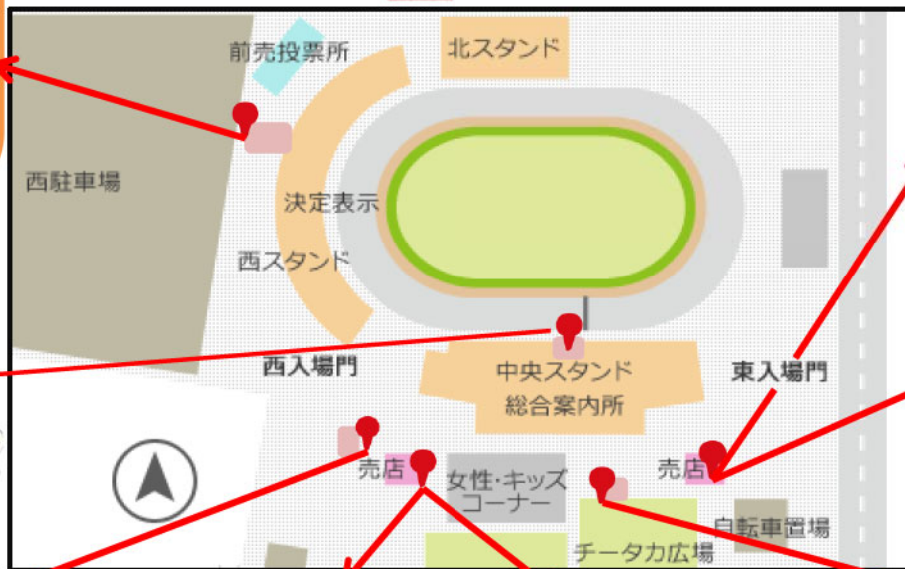 前売投票所
北スタンド
西駐車場
決定表示
西スタンド
西入場門
中央スタンド
総合案内所
東入場門
売店
女性・キッズ
コーナー
売店
自転車置場
チータカ広場